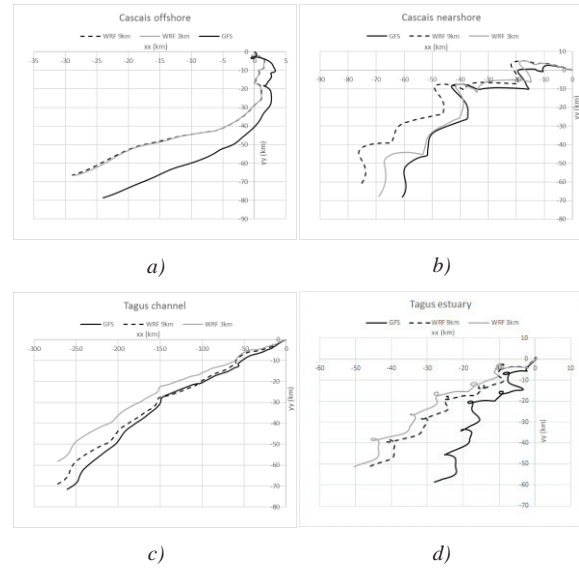 Cascais offshore
WRF 9km WRF 3km GFS
xx (km)
-30 -25 -20 -15 -10 -5 0 5
10
0
-10
-20
-30
-40
-50
-60
-70
-80
-90
yy (km)
a)
Cascais nearshore
GFS WRF 9km WRF 3km
xx (km)
-90 -80 -70 -60 -50 -40 -30 -20 -10 0
20
10
0
-10
-20
-30
-40
-50
-60
-70
-80
yy (km)
b)
Tagus channel
GFS WRF 9km WRF 3km
xx (km)
-300 -250 -200 -150 -100 -50 0
0
-10
-20
-30
-40
-50
-60
-70
-80
yy (km)
c)
Tagus estuary
GFS WRF 9km WRF 3km
xx (km)
-60 -50 -40 -30 -20 -10 0 10
10
0
-10
-20
-30
-40
-50
-60
-70
yy (km)
d)